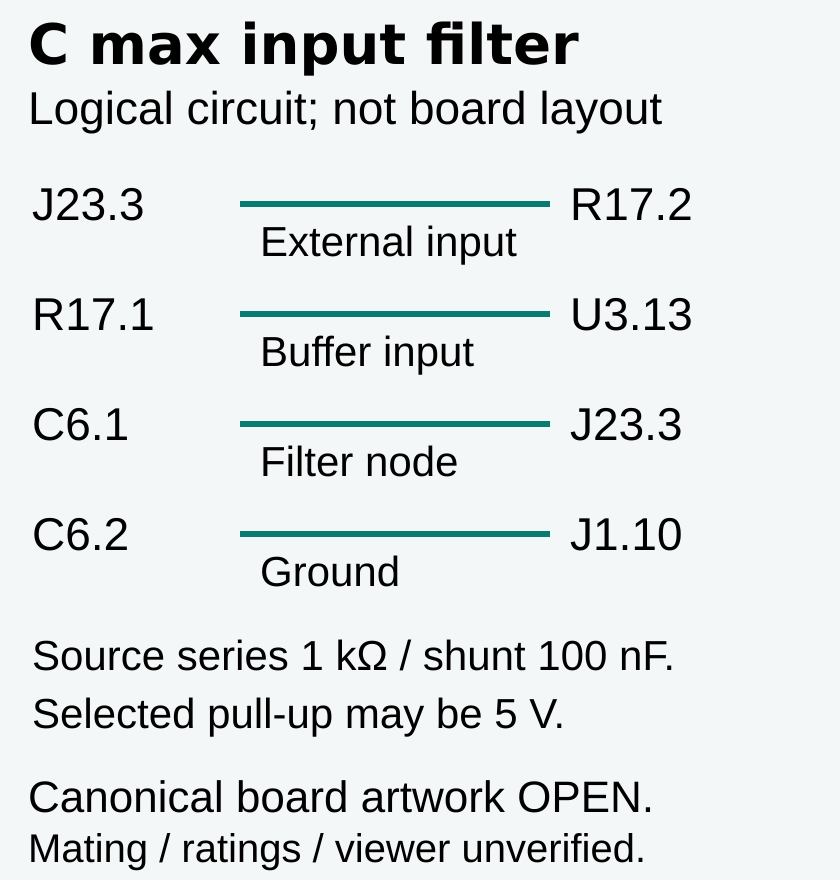 C max input filter
Logical circuit; not board layout
J23.3 R17.2
External input
R17.1 U3.13
Buffer input
C6.1 J23.3
Filter node
C6.2 J1.10
Ground
Source series 1 kΩ / shunt 100 nF.
Selected pull-up may be 5 V.
Canonical board artwork OPEN.
Mating / ratings / viewer unverified.